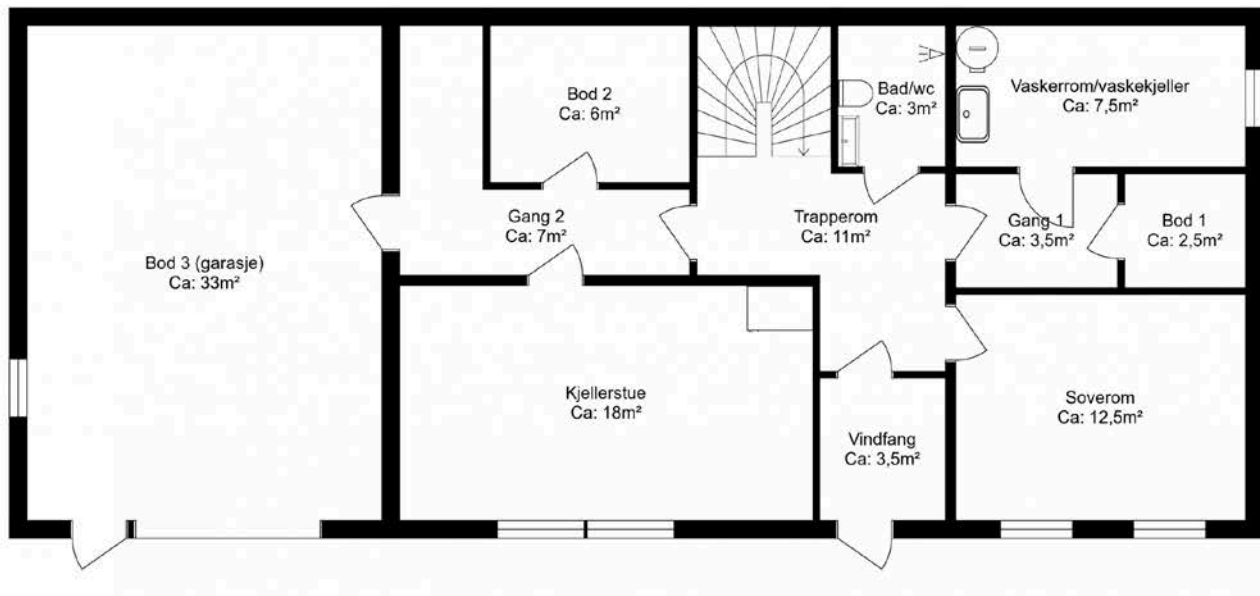 Bod 2
Ca: 6m²
Bad/wc
Ca: 3m²
Vaskerrom/vaskekjeller
Ca: 7,5m²
Gang 2
Ca: 7m²
Trapperom
Ca: 11m²
Gang 1
Ca: 3,5m²
Bod 1
Ca: 2,5m²
Bod 3 (garasje)
Ca: 33m²
Kjellerstue
Ca: 18m²
Vindfang
Ca: 3,5m²
Soverom
Ca: 12,5m²